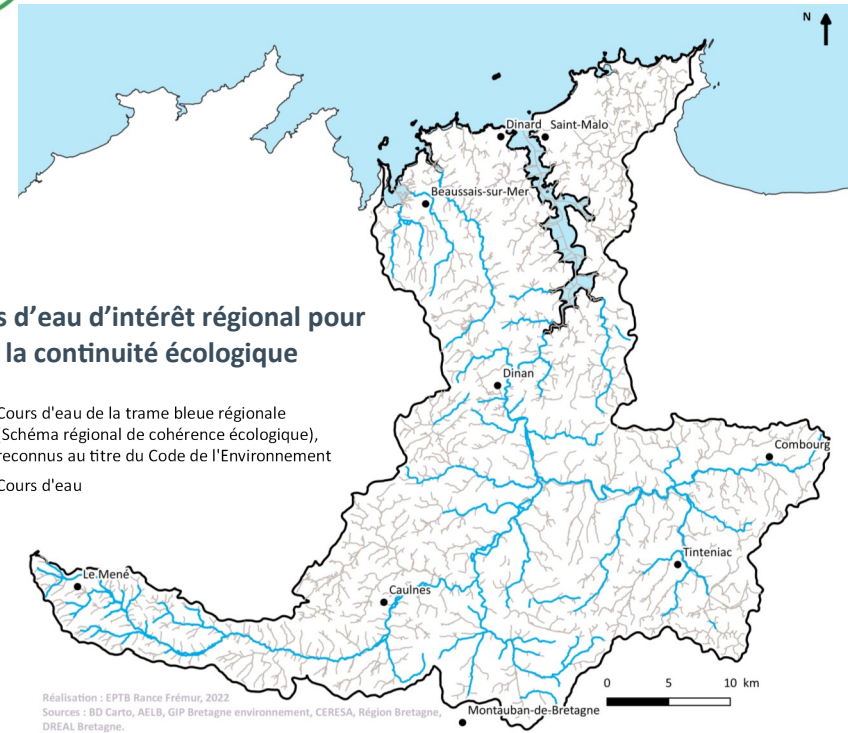 N
Dinard
Saint-Malo
Beaussais-sur-Mer
s d’eau d’intérêt régional pour
la continuité écologique
Dinan
Cours d'eau de la trame bleue régionale
(Schéma régional de cohérence écologique),
reconnus au titre du Code de l'Environnement
Combourg
Cours d'eau
Tinteniac
Le Mené
Caulnes
0 5 10 km
Réalisation : EPTB Rance Frémur, 2022
Sources : BD Carto, AELB, GIP Bretagne environnement, CERESA, Région Bretagne,
DREAL Bretagne.
Montauban-de-Bretagne